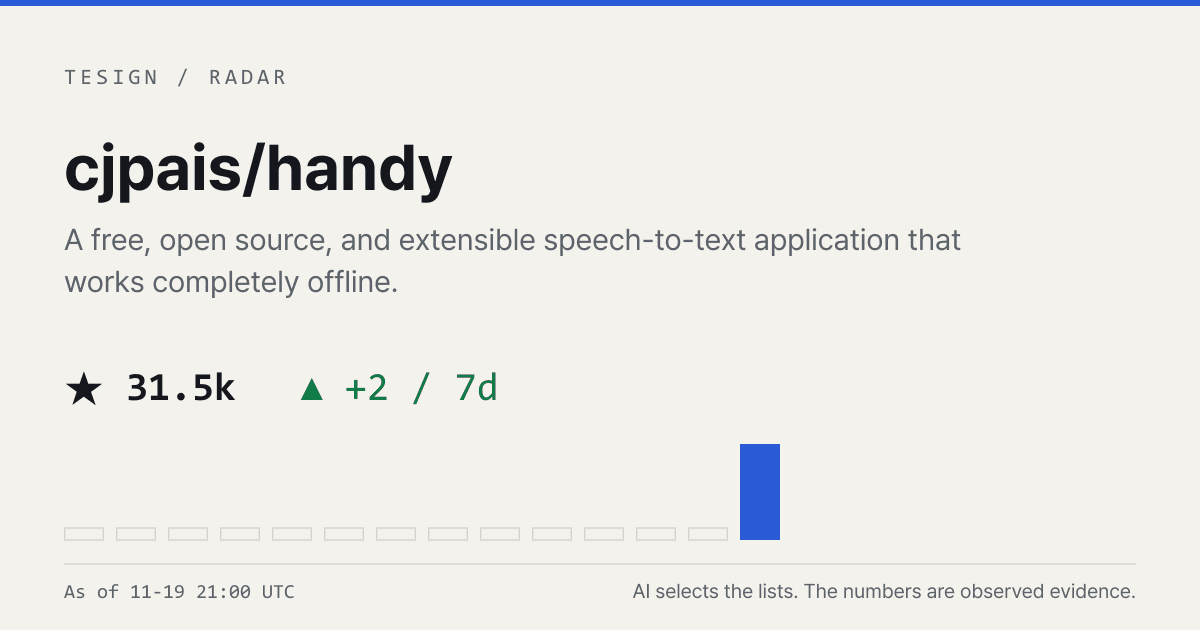 TESIGN / RADAR
cjpais/handy
A free, open source, and extensible speech-to-text application that
works completely offline.
★ 31.5k ▲ +2 / 7d
As of 11-19 21:00 UTC
AI selects the lists. The numbers are observed evidence.